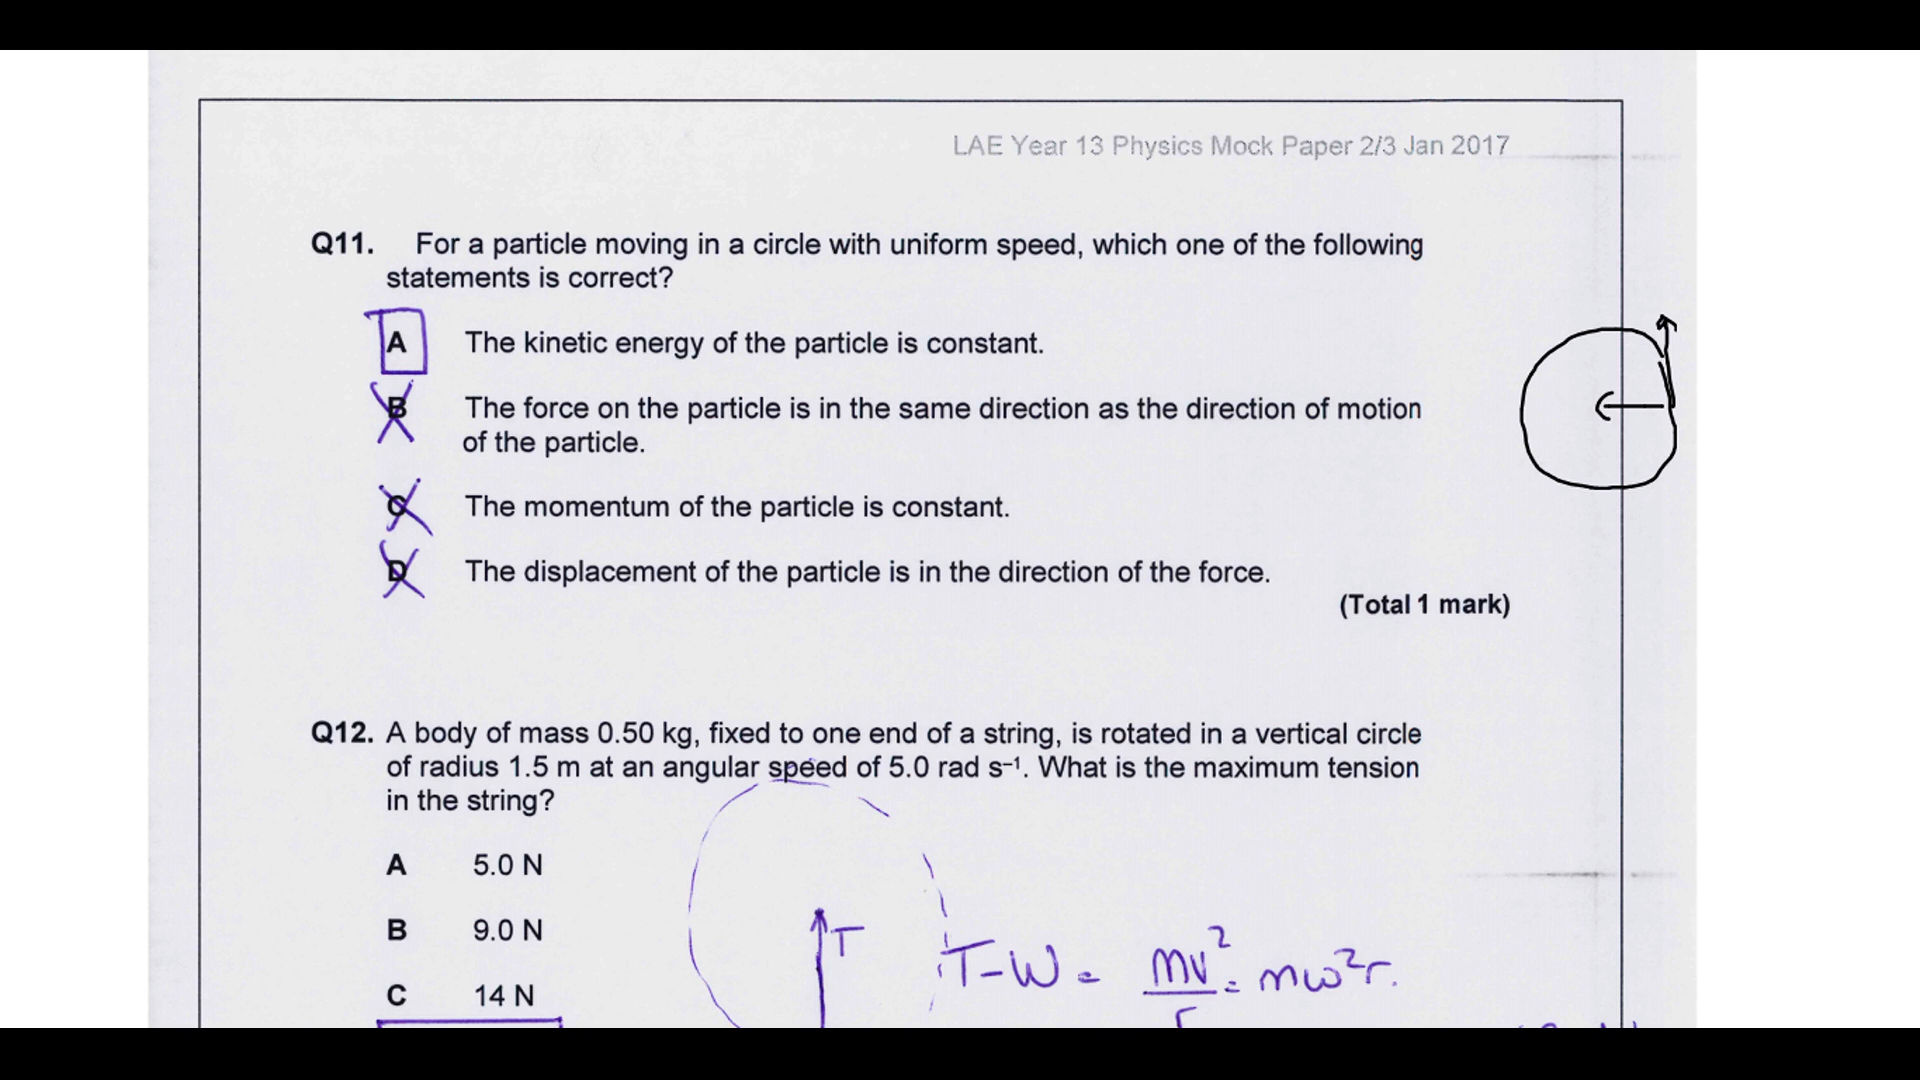 LAE Year 13 Physics Mock Paper 2/3 Jan 2017
Q11. For a particle moving in a circle with uniform speed, which one of the following
statements is correct?
A The kinetic energy of the particle is constant.
B The force on the particle is in the same direction as the direction of motion
of the particle.
C The momentum of the particle is constant.
D The displacement of the particle is in the direction of the force.
(Total 1 mark)
Q12. A body of mass 0.50 kg, fixed to one end of a string, is rotated in a vertical circle
of radius 1.5 m at an angular speed of 5.0 rad s⁻¹. What is the maximum tension
in the string?
A 5.0 N
B 9.0 N
T
T - W = mv²/r = mω²r.
C 14 N